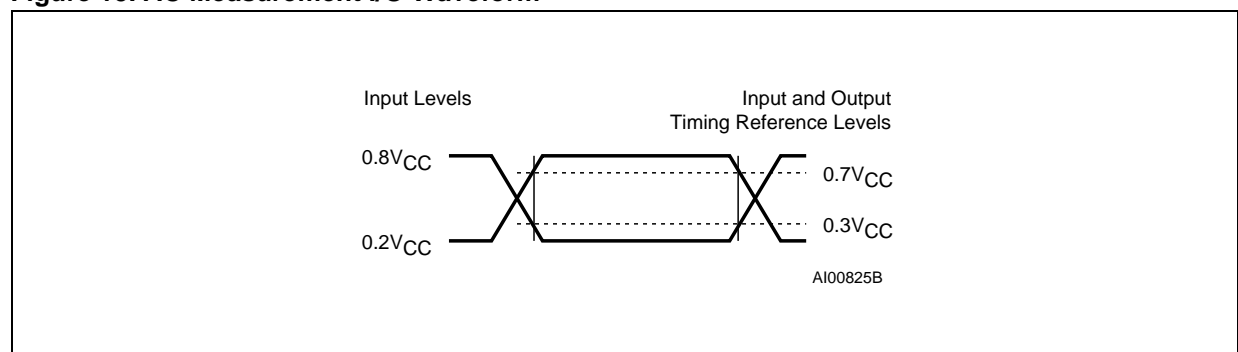 Input Levels
Input and Output
Timing Reference Levels
0.8VCC
0.7VCC
0.3VCC
0.2VCC
AI00825B